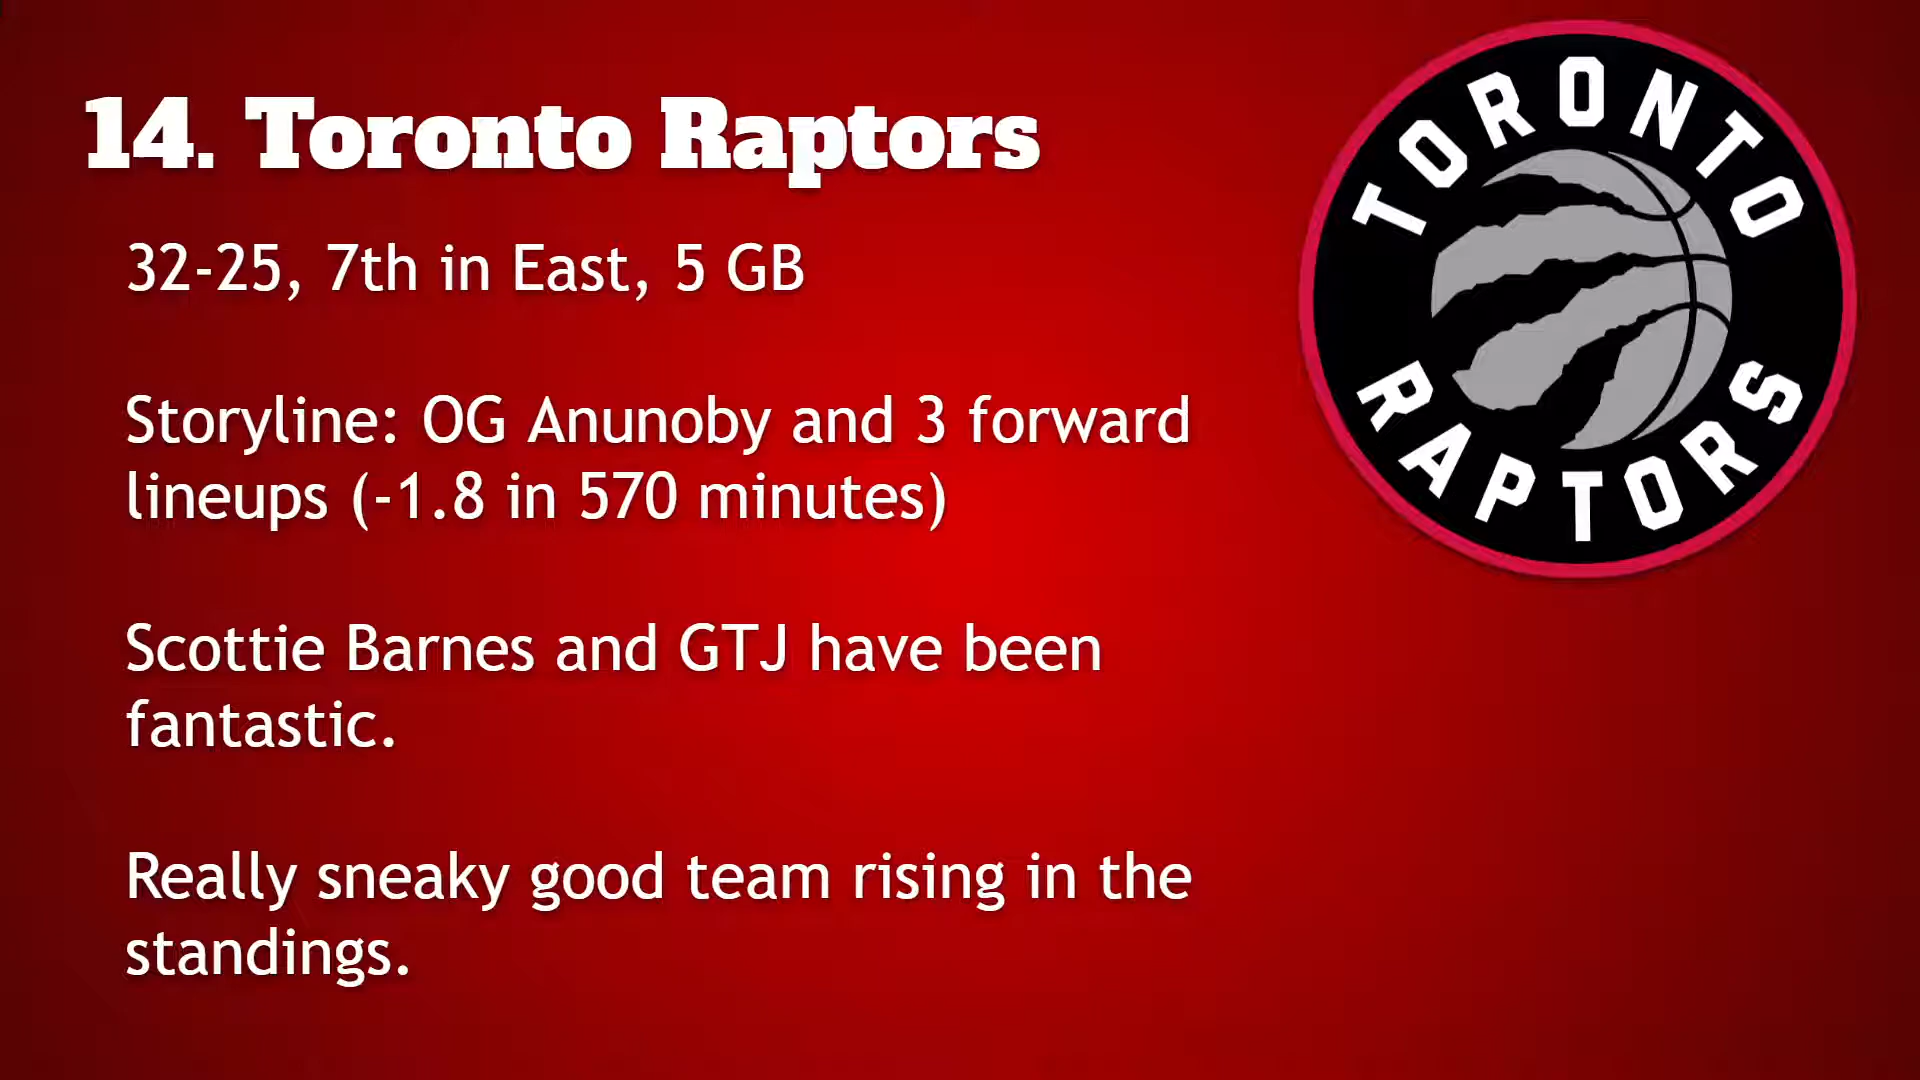 14. Toronto Raptors
32-25, 7th in East, 5 GB
Storyline: OG Anunoby and 3 forward
lineups (-1.8 in 570 minutes)
Scottie Barnes and GTJ have been
fantastic.
Really sneaky good team rising in the
standings.
TORONTO
RAPTORS